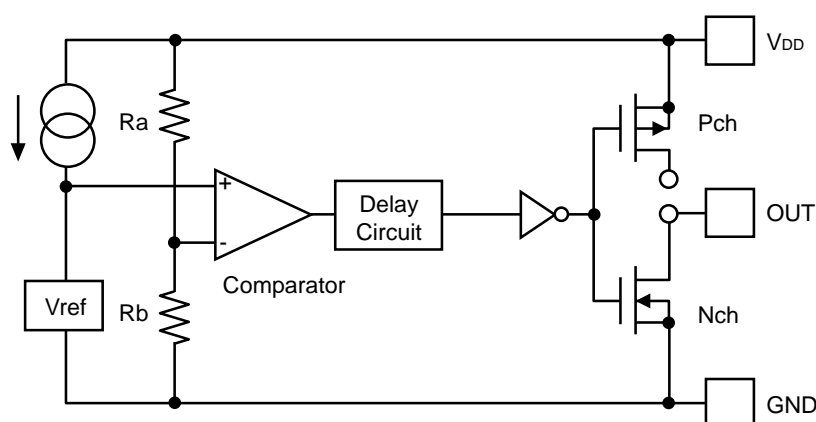 VDD
Ra
Pch
+
Delay
Circuit
OUT
-
Comparator
Vref
Rb
Nch
GND